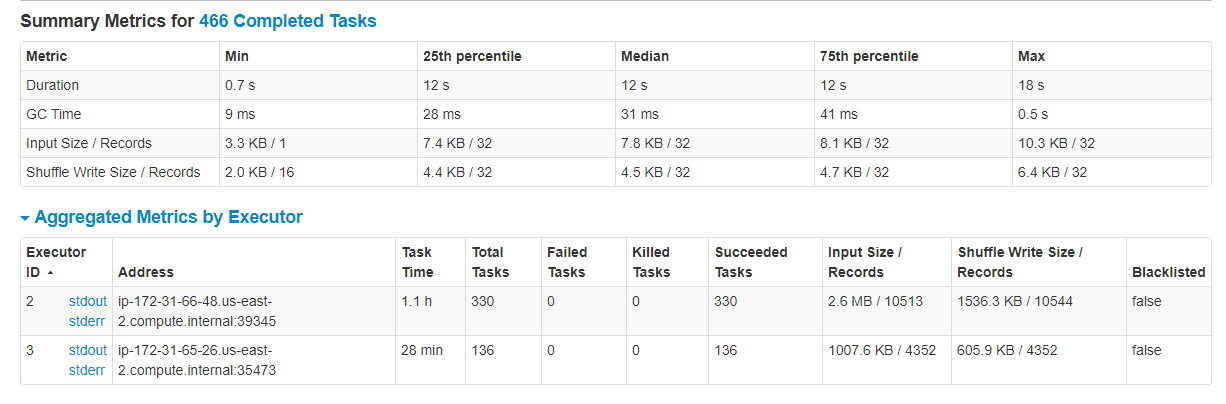 Summary Metrics for 466 Completed Tasks
Metric Min 25th percentile Median 75th percentile Max
Duration 0.7 s 12 s 12 s 12 s 18 s
GC Time 9 ms 28 ms 31 ms 41 ms 0.5 s
Input Size / Records 3.3 KB / 1 7.4 KB / 32 7.8 KB / 32 8.1 KB / 32 10.3 KB / 32
Shuffle Write Size / Records 2.0 KB / 16 4.4 KB / 32 4.5 KB / 32 4.7 KB / 32 6.4 KB / 32
Aggregated Metrics by Executor
Executor Task Total Failed Killed Succeeded Input Size / Shuffle Write Size /
ID Address Time Tasks Tasks Tasks Tasks Records Records Blacklisted
2 stdout ip-172-31-66-48.us-east- 1.1 h 330 0 0 330 2.6 MB / 10513 1536.3 KB / 10544 false
stderr 2.compute.internal:39345
3 stdout ip-172-31-65-26.us-east- 28 min 136 0 0 136 1007.6 KB / 4352 605.9 KB / 4352 false
stderr 2.compute.internal:35473